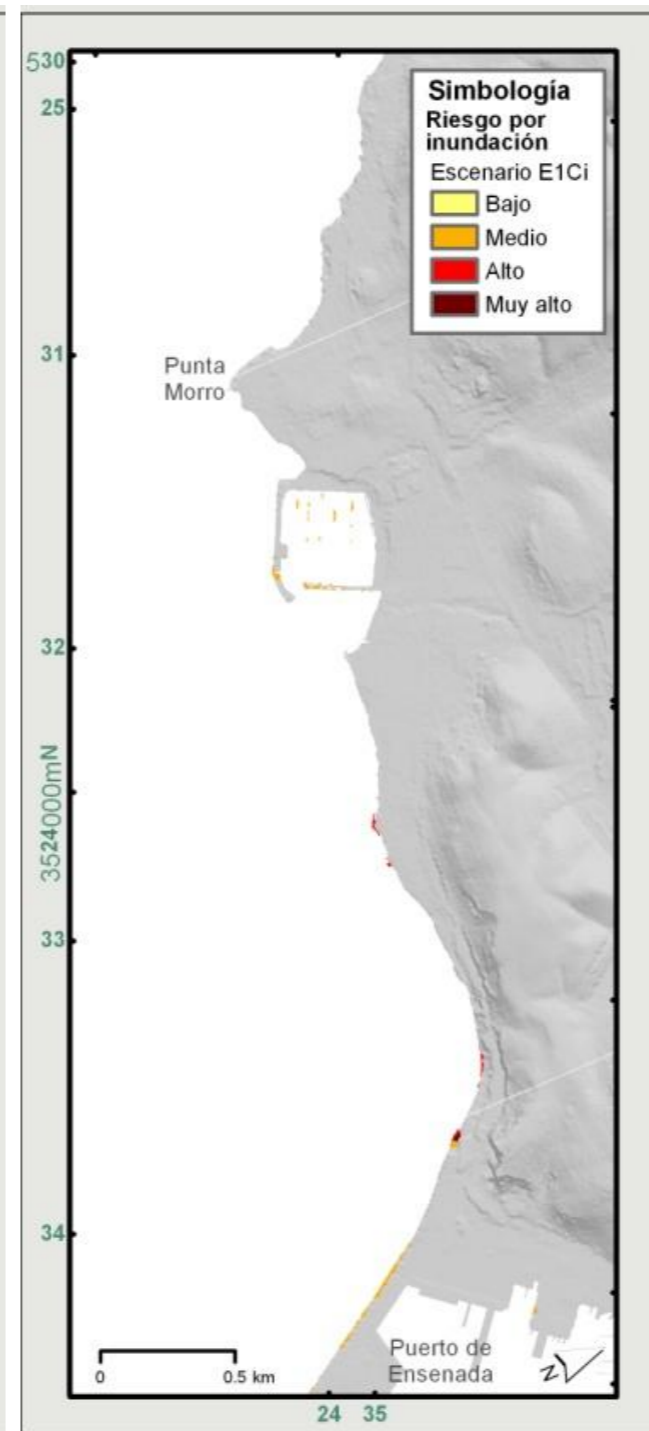 530
25
Simbología
Riesgo por
inundación
Escenario E1Ci
Bajo
Medio
Alto
Muy alto
31
Punta
Morro
32
3524000mN
33
34
0 0.5 km
Puerto de
Ensenada
N
24 35